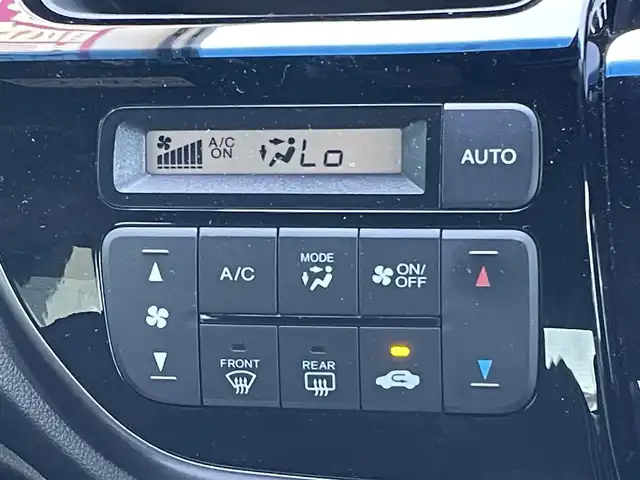 A/C
ON
Lo
AUTO
A/C
MODE
ON/
OFF
FRONT
REAR